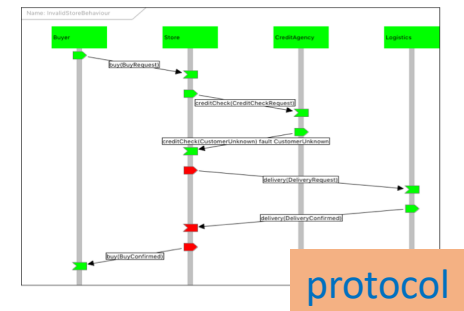 Name: InvalidStoreBehaviour
Buyer Store CreditAgency Logistics
buy(BuyRequest)
creditCheck(CreditCheckRequest)
creditCheck(CustomerUnknown) fault CustomerUnknown
delivery(DeliveryRequest)
delivery(DeliveryConfirmed)
buy(BuyConfirmed)
protocol